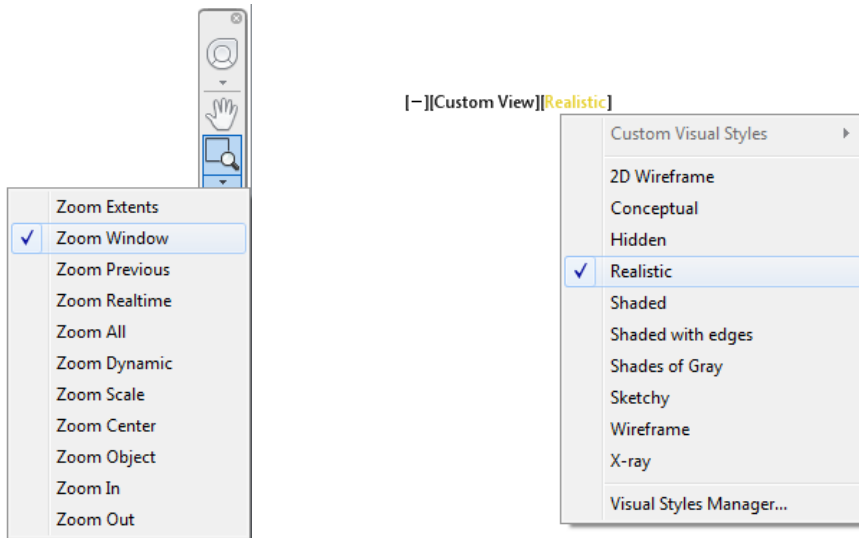 [−][Custom View][Realistic]
Zoom Extents
Zoom Window
Zoom Previous
Zoom Realtime
Zoom All
Zoom Dynamic
Zoom Scale
Zoom Center
Zoom Object
Zoom In
Zoom Out
Custom Visual Styles
2D Wireframe
Conceptual
Hidden
Realistic
Shaded
Shaded with edges
Shades of Gray
Sketchy
Wireframe
X-ray
Visual Styles Manager...